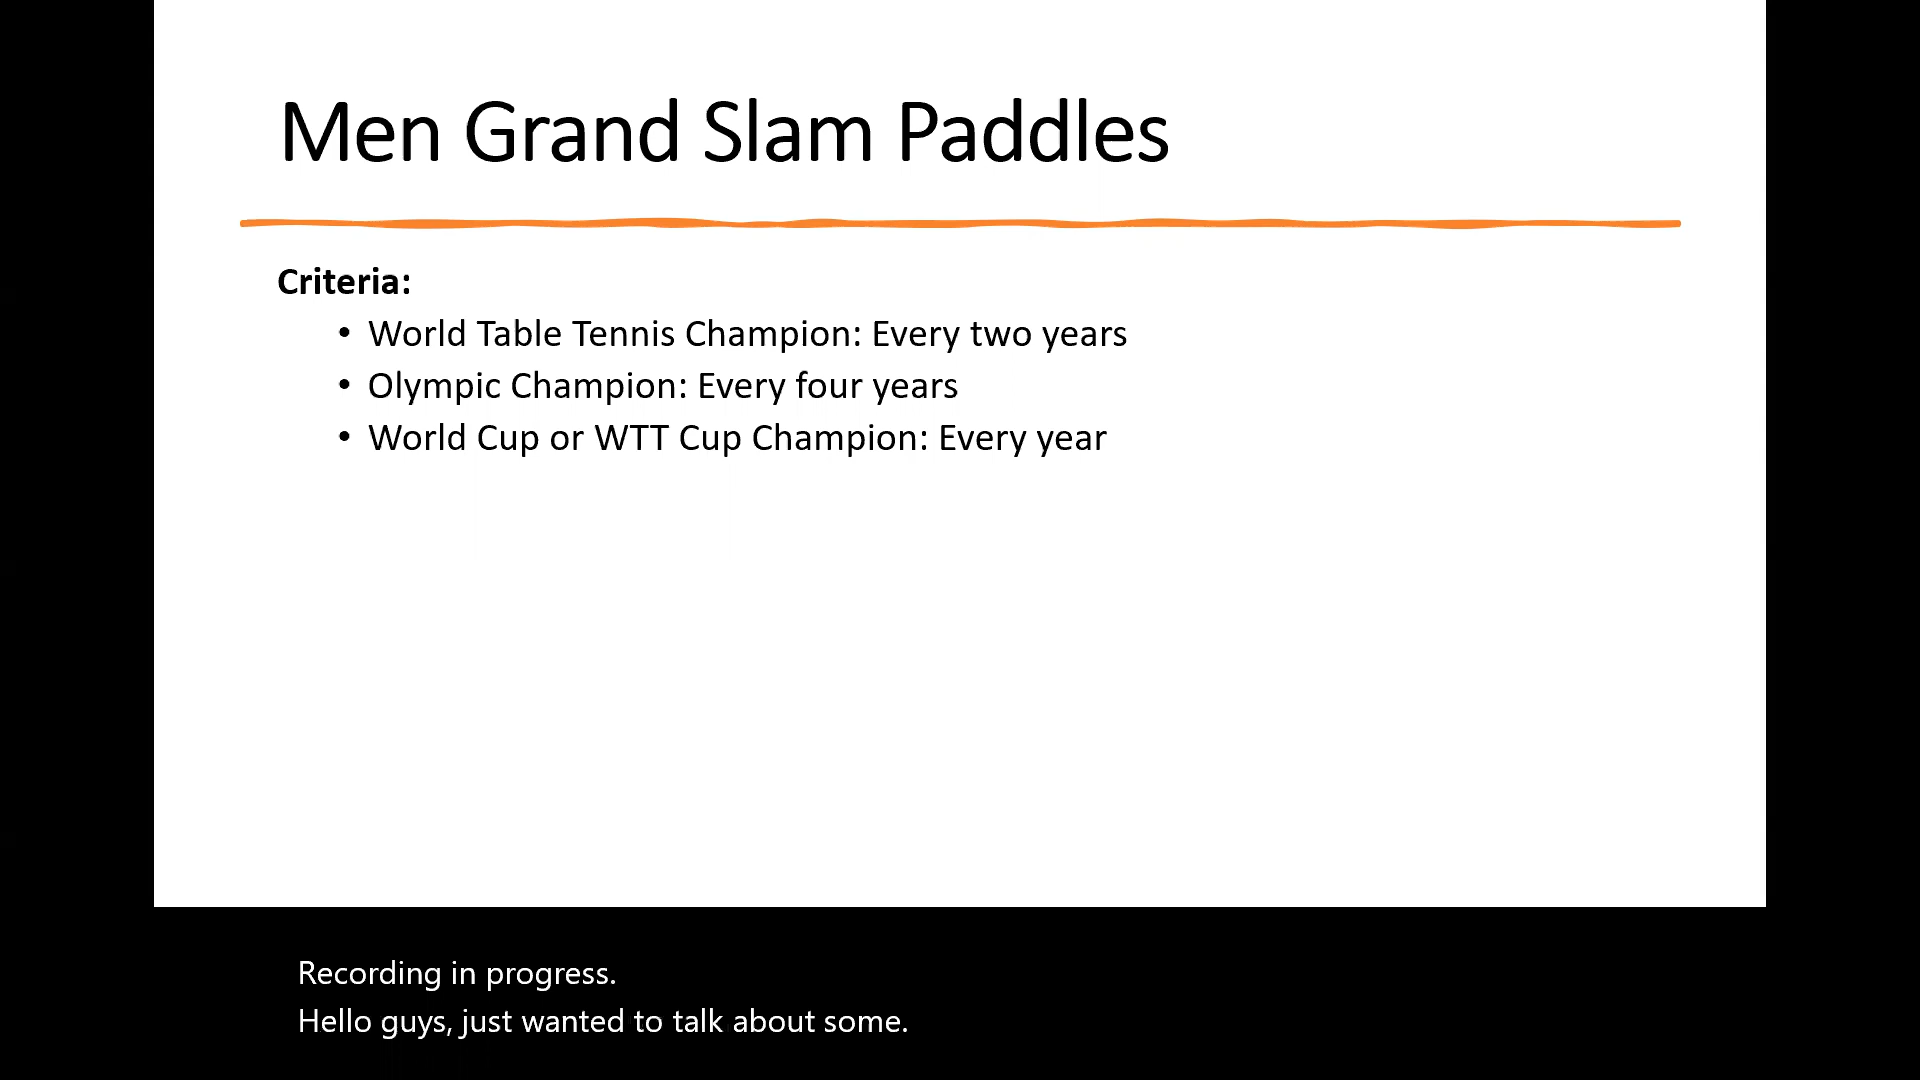 Men Grand Slam Paddles
Criteria:
• World Table Tennis Champion: Every two years
• Olympic Champion: Every four years
• World Cup or WTT Cup Champion: Every year
Recording in progress.
Hello guys, just wanted to talk about some.